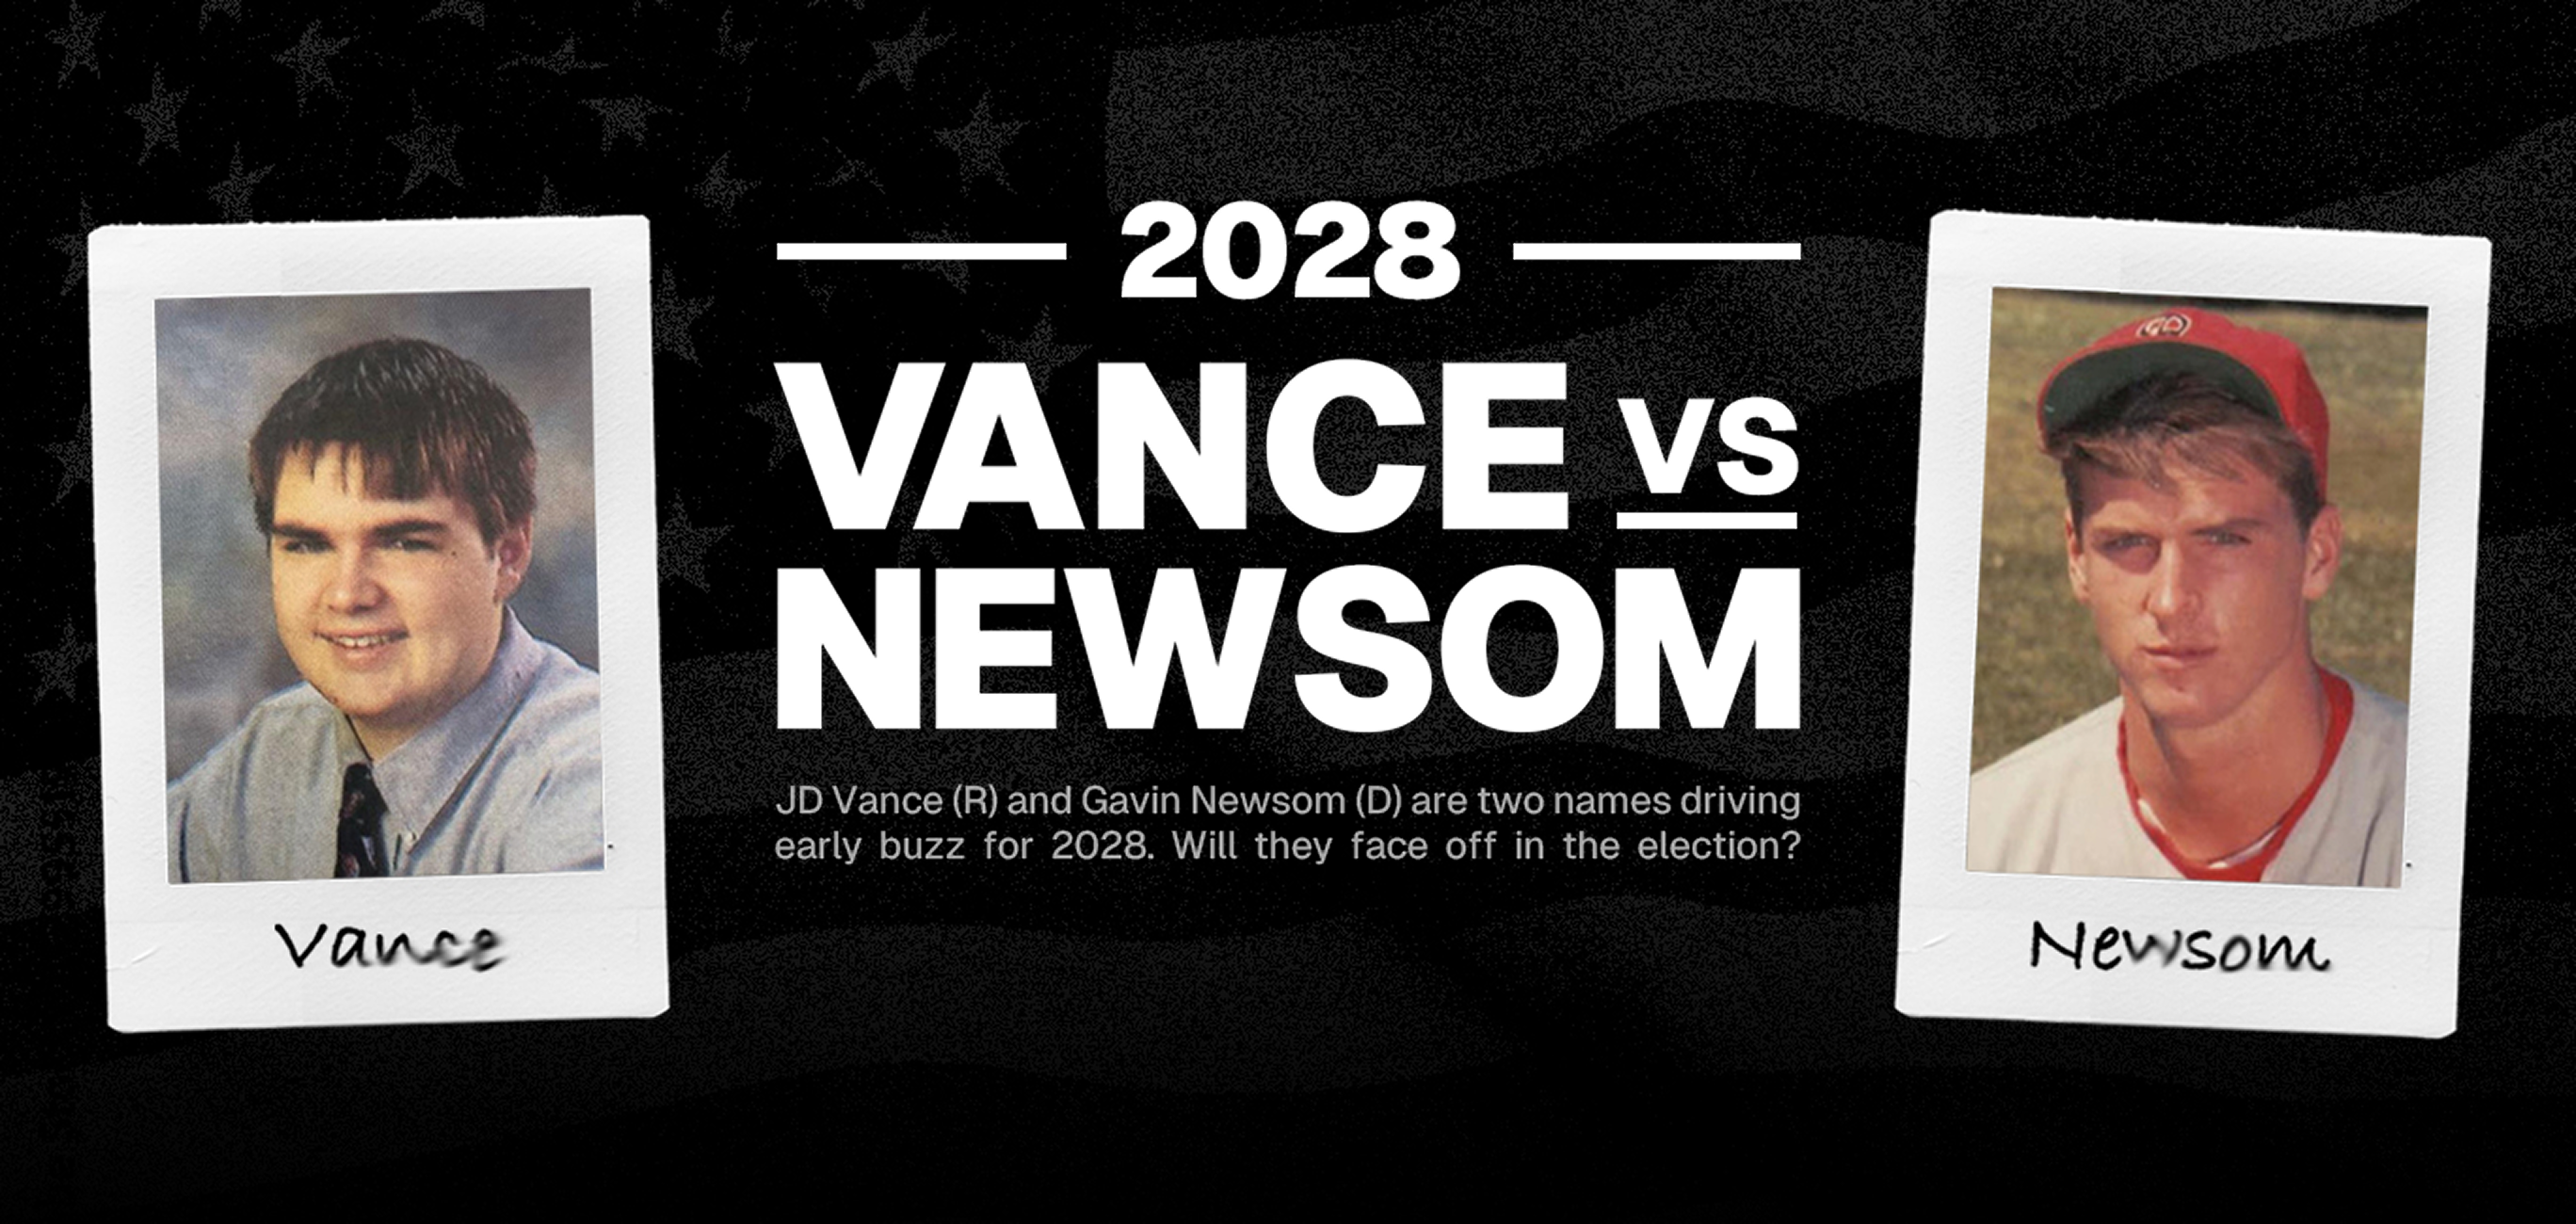 2028
VANCE VS
NEWSOM
JD Vance (R) and Gavin Newsom (D) are two names driving
early buzz for 2028. Will they face off in the election?
Vance
Newsom